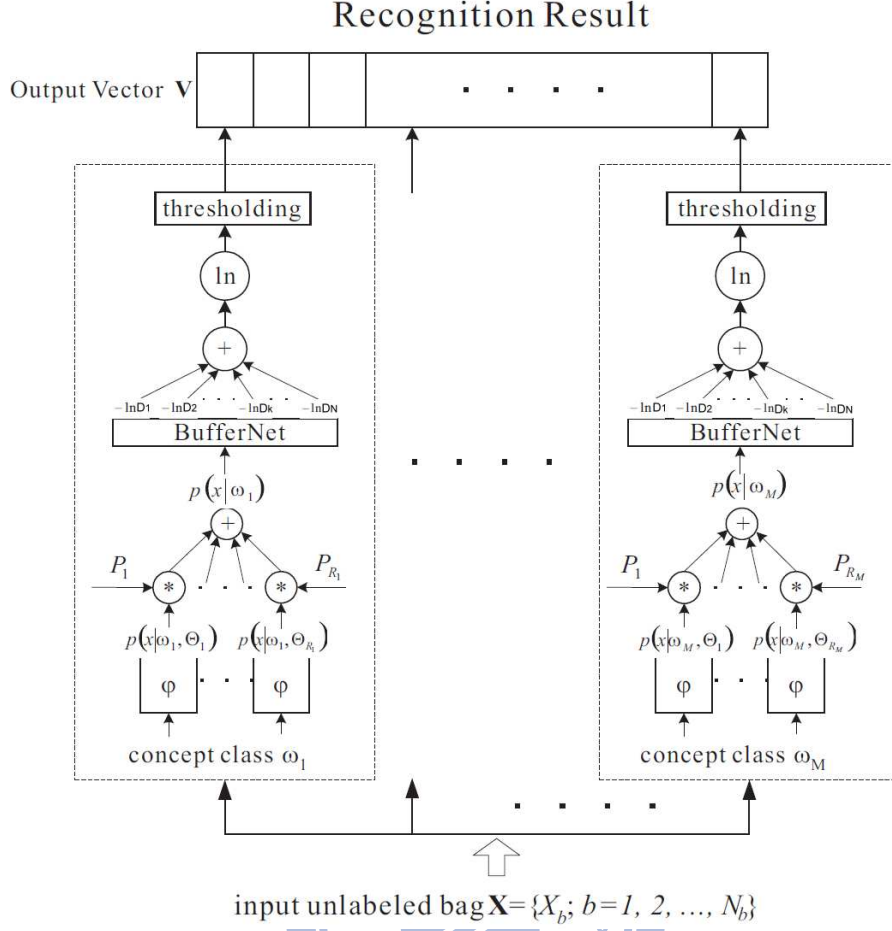 Recognition Result
Output Vector V
thresholding
thresholding
ln
ln
+
+
−lnD1 −lnD2 −lnDk −lnDN
−lnD1 −lnD2 −lnDk −lnDN
BufferNet
BufferNet
p(x|ω1)
p(x|ωM)
+
+
P1 * * PR1
P1 * * PRM
p(x|ω1,Θ1) p(x|ω1,ΘR1)
p(x|ωM,Θ1) p(x|ωM,ΘRM)
φ φ
φ φ
concept class ω1
concept class ωM
input unlabeled bag X={Xb; b=1, 2, ..., Nb}